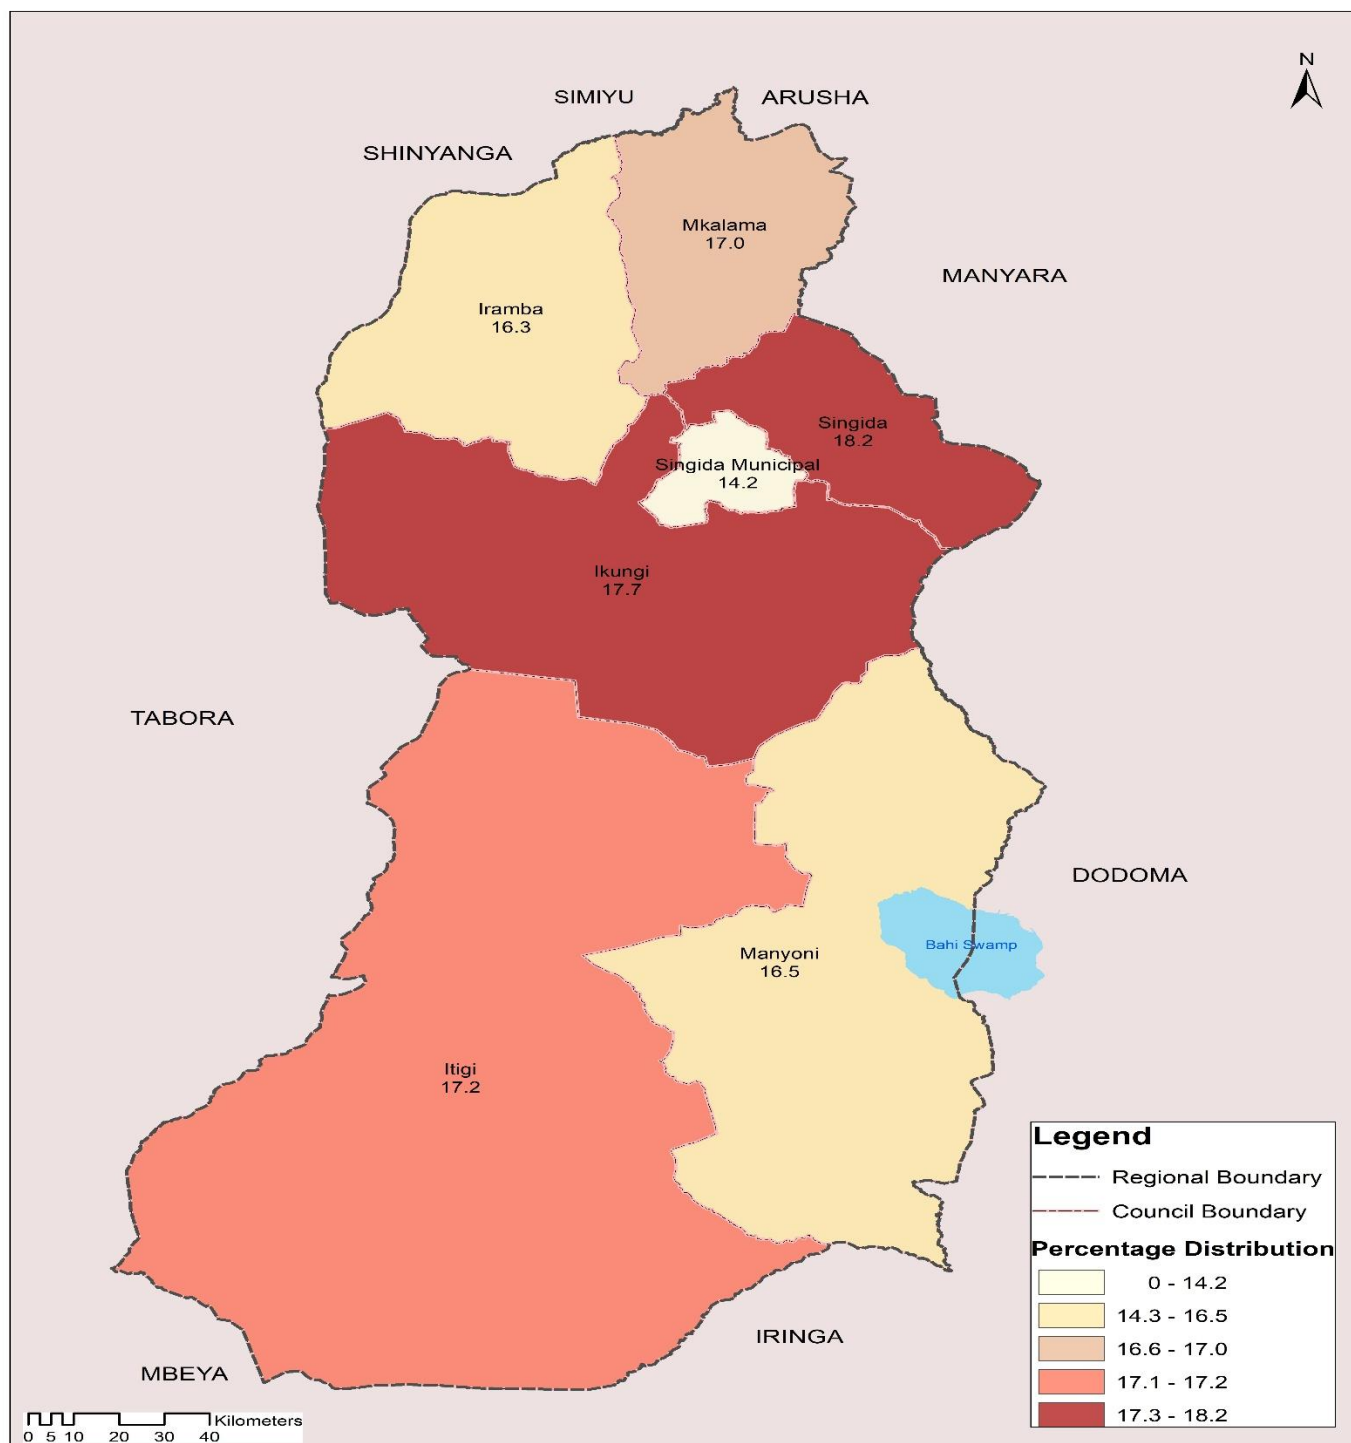 N
SIMIYU
ARUSHA
SHINYANGA
Mkalama
17.0
MANYARA
Iramba
16.3
Singida
18.2
Singida Municipal
14.2
Ikungi
17.7
TABORA
DODOMA
Bahi Swamp
Manyoni
16.5
Itigi
17.2
IRINGA
MBEYA
Legend
Regional Boundary
Council Boundary
Percentage Distribution
0 - 14.2
14.3 - 16.5
16.6 - 17.0
17.1 - 17.2
17.3 - 18.2
Kilometers
0 5 10 20 30 40